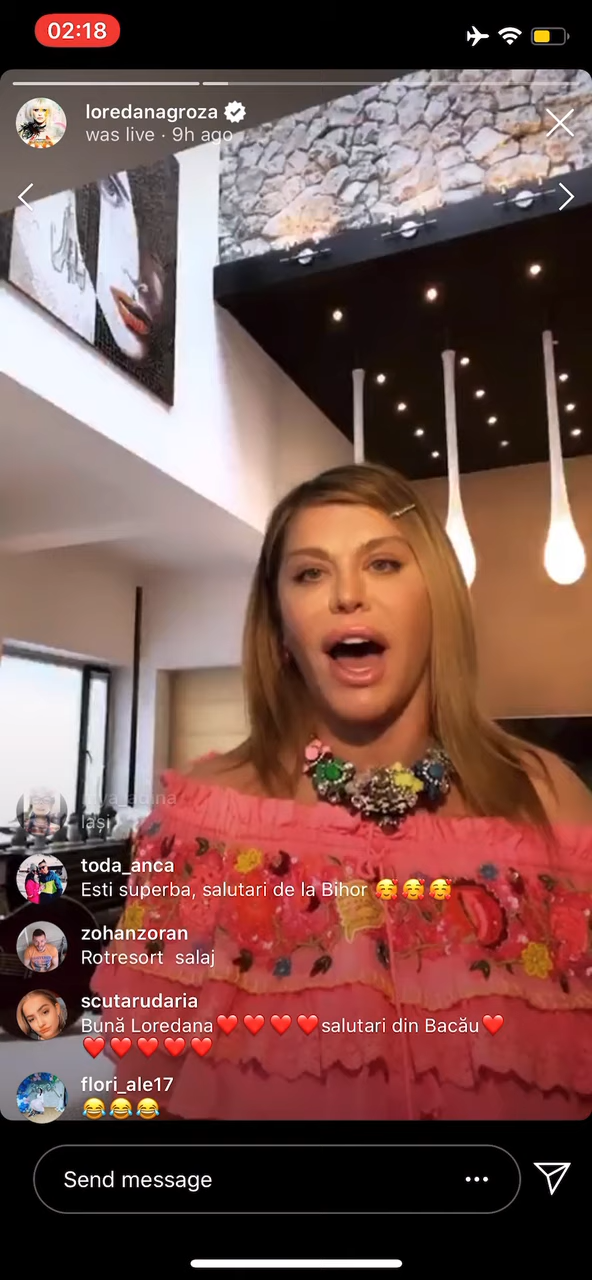 02:18
loredanagroza
was live · 9h ago
Iași
toda_anca
Esti superba, salutari de la Bihor 🥰🥰🥰
zohanzoran
Rotresort salaj
scutarudaria
Bună Loredana❤️❤️❤️❤️salutari din Bacău❤️
❤️❤️❤️❤️❤️
flori_ale17
😂😂😂
Send message